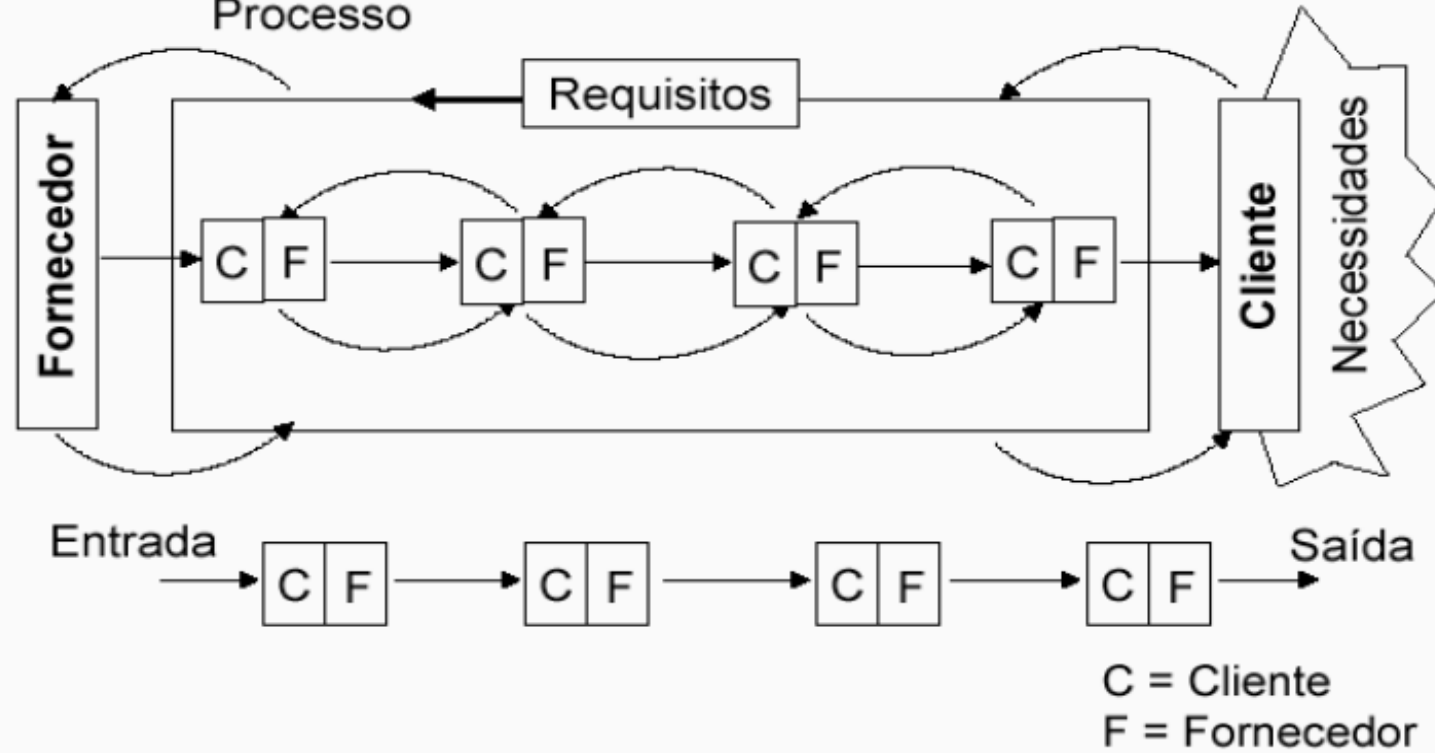 Processo
Requisitos
Fornecedor
C F
C F
C F
C F
Cliente
Necessidades
Entrada
C F
C F
C F
C F
Saída
C = Cliente
F = Fornecedor